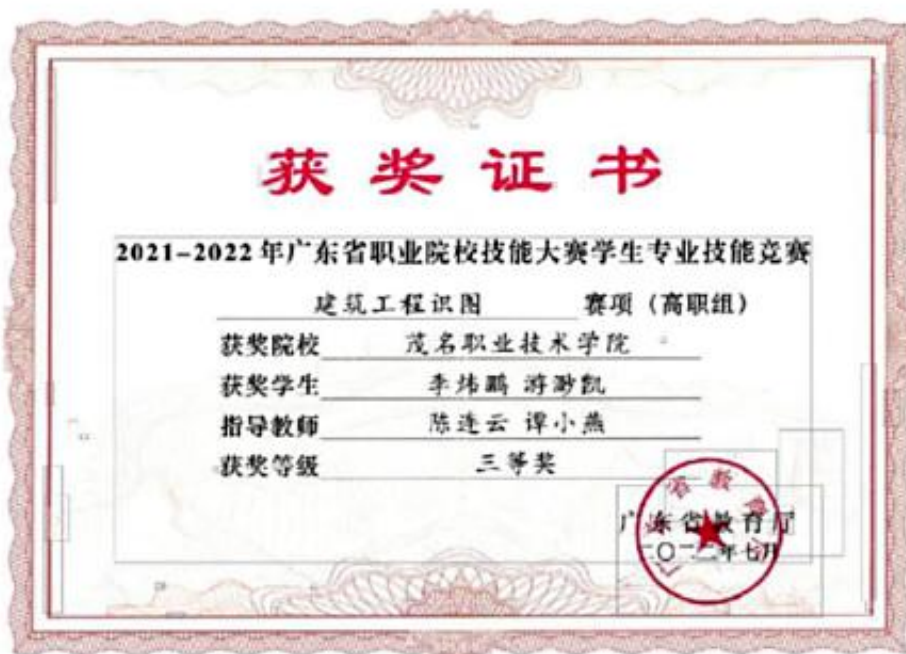 获奖证书
2021-2022年广东省职业院校技能大赛学生专业技能竞赛
建筑工程识图 赛项（高职组）
获奖院校 茂名职业技术学院
获奖学生 李炜鹏 游渺凯
指导教师 陈连云 谭小燕
获奖等级 三等奖
广东省教育厅
二〇二二年七月